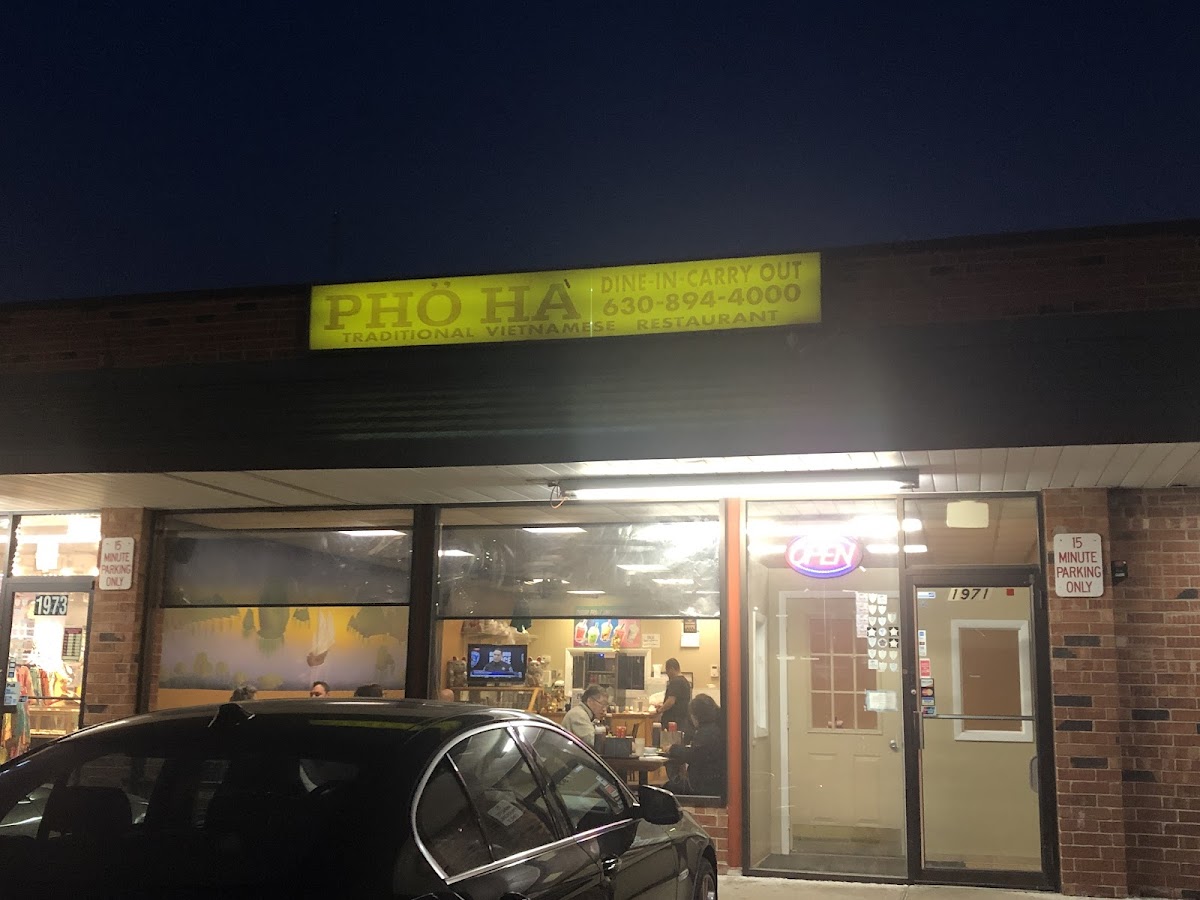 PHÖ HÀ
DINE-IN-CARRY OUT
630-894-4000
TRADITIONAL VIETNAMESE RESTAURANT
OPEN
1971
1973
15
MINUTE
PARKING
ONLY
15
MINUTE
PARKING
ONLY